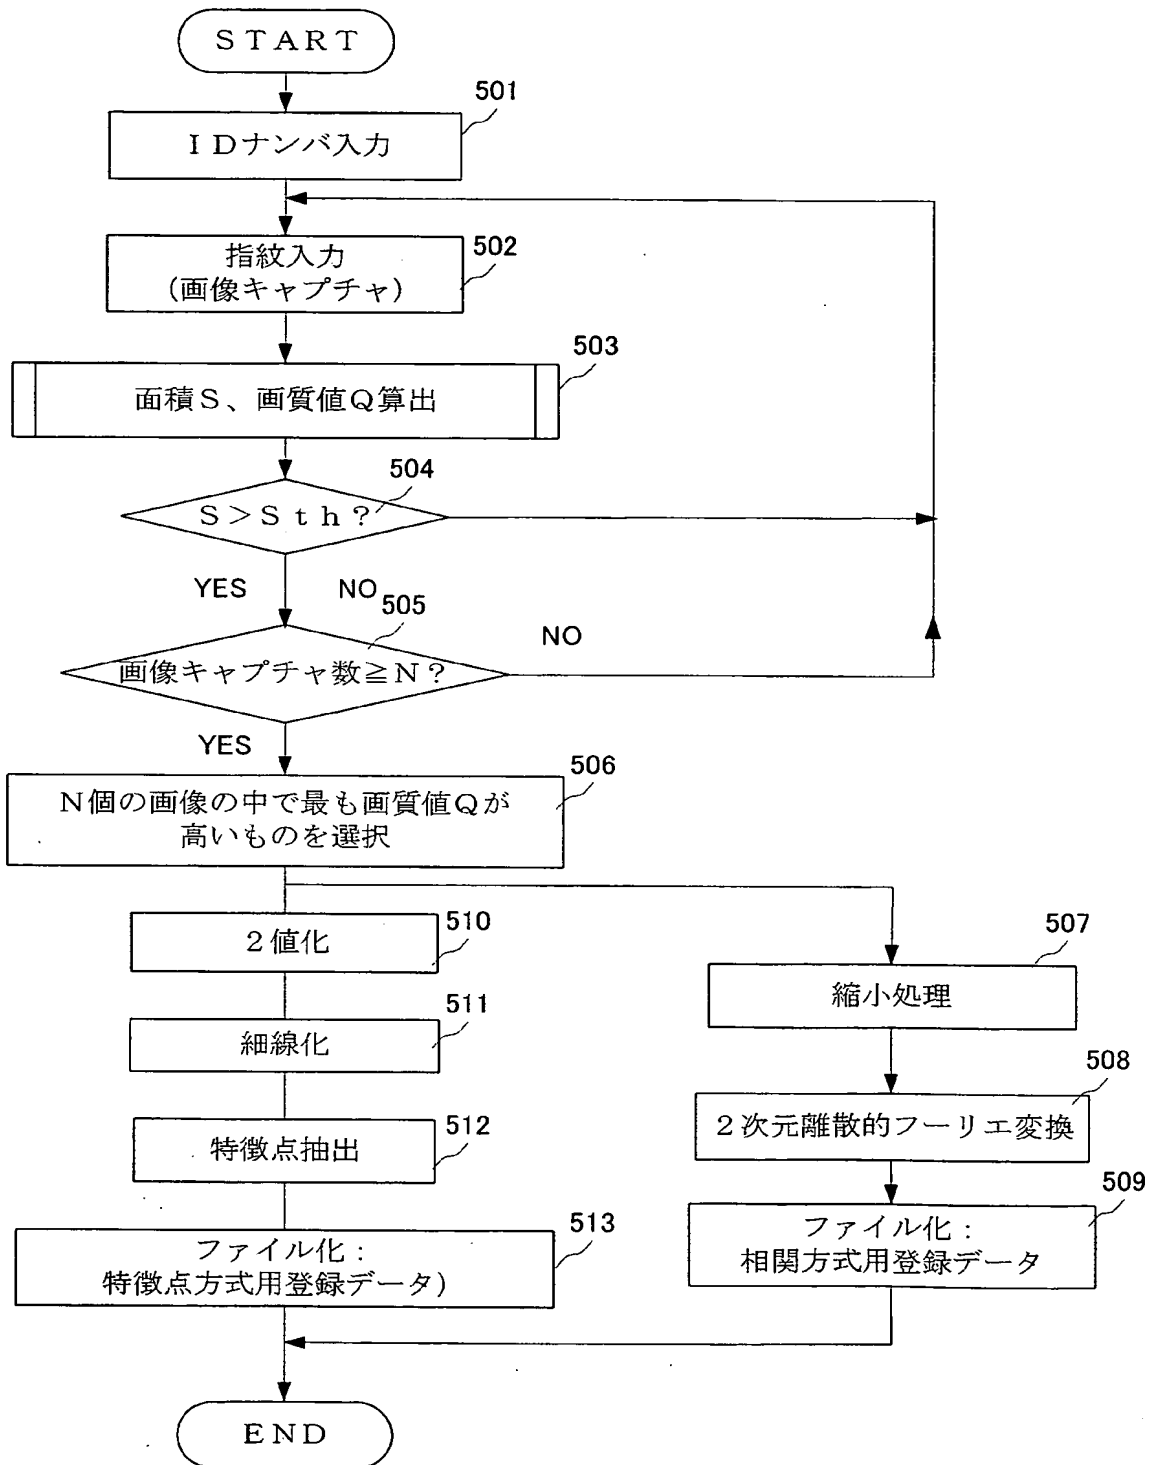 START
501
IDナンバ入力
502
指紋入力
(画像キャプチャ)
503
面積S、画質値Q算出
504
S>Sth?
YES
NO
505
NO
画像キャプチャ数≧N?
YES
506
N個の画像の中で最も画質値Qが
高いものを選択
510
2値化
507
縮小処理
511
細線化
508
2次元離散的フーリエ変換
512
特徴点抽出
509
ファイル化:
相関方式用登録データ
513
ファイル化:
特徴点方式用登録データ)
END